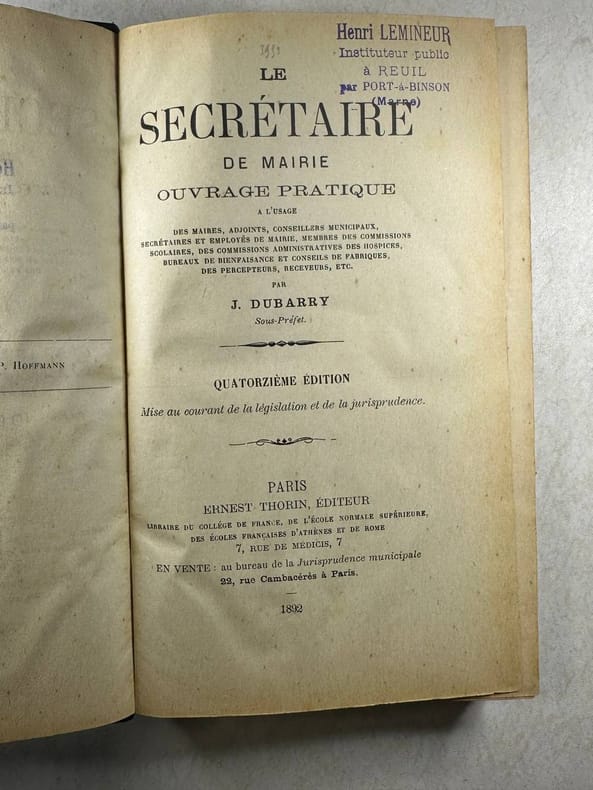 Henri LEMINEUR
Instituteur public
à REUIL
par PORT-à-BINSON
(Marne)
LE
SECRÉTAIRE
DE MAIRIE
OUVRAGE PRATIQUE
A L'USAGE
DES MAIRES, ADJOINTS, CONSEILLERS MUNICIPAUX,
SECRÉTAIRES ET EMPLOYÉS DE MAIRIE, MEMBRES DES COMMISSIONS
SCOLAIRES, DES COMMISSIONS ADMINISTRATIVES DES HOSPICES,
BUREAUX DE BIENFAISANCE ET CONSEILS DE FABRIQUES,
DES PERCEPTEURS, RECEVEURS, ETC.
PAR
J. DUBARRY
Sous-Préfet.
QUATORZIÈME ÉDITION
Mise au courant de la législation et de la jurisprudence.
PARIS
ERNEST THORIN, ÉDITEUR
LIBRAIRE DU COLLÉGE DE FRANCE, DE L'ÉCOLE NORMALE SUPÉRIEURE,
DES ÉCOLES FRANÇAISES D'ATHÈNES ET DE ROME
7, RUE DE MÉDICIS, 7
EN VENTE : au bureau de la Jurisprudence municipale
22, rue Cambacérès à Paris.
1892
P. HOFFMANN